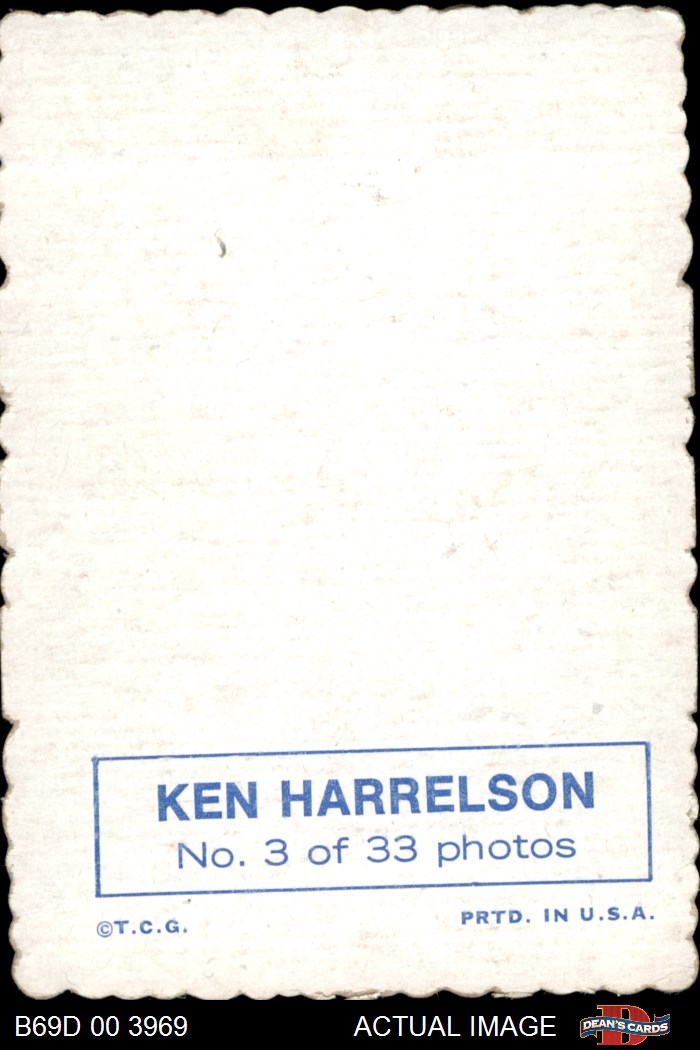 KEN HARRELSON
No. 3 of 33 photos
©T.C.G.
PRTD. IN U.S.A.
B69D 00 3969
ACTUAL IMAGE
D
DEAN'S CARDS